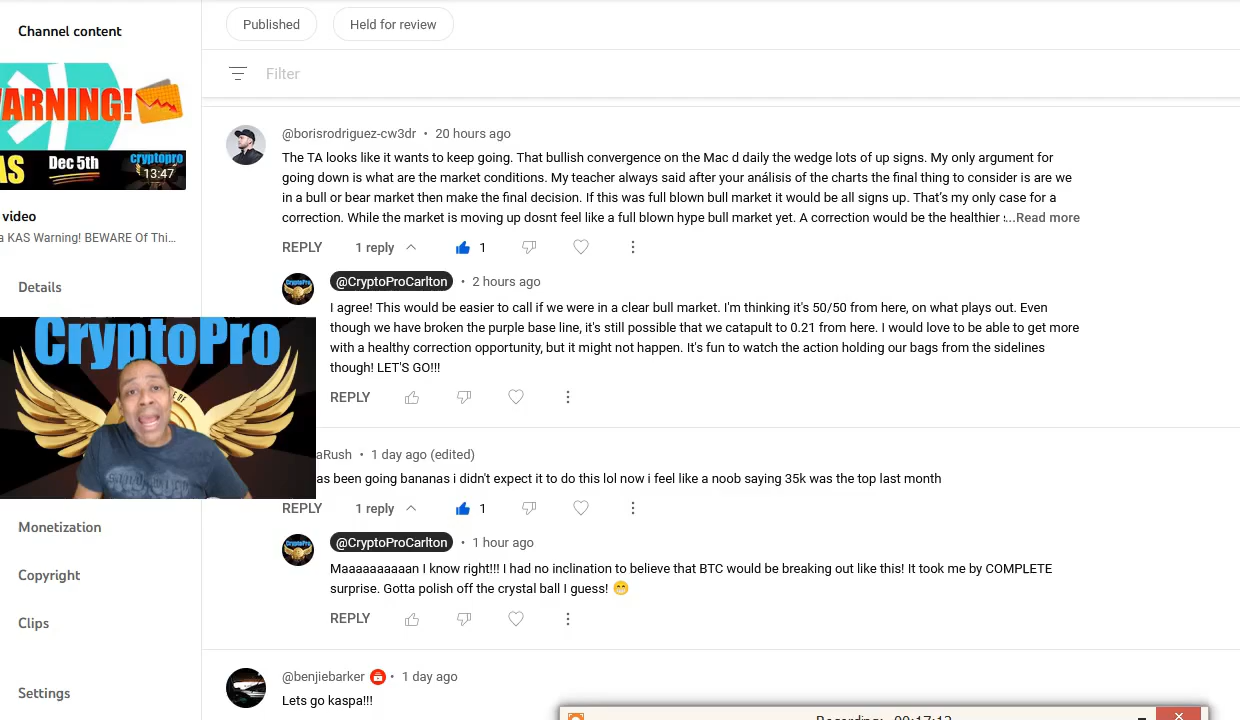 Channel content
Published
Held for review
Filter
WARNING!
KAS
Dec 5th
cryptopro
13:47
video
a KAS Warning! BEWARE Of Thi...
Details
Monetization
Copyright
Clips
Settings
CryptoPro
OF
@borisrodriguez-cw3dr • 20 hours ago
The TA looks like it wants to keep going. That bullish convergence on the Mac d daily the wedge lots of up signs. My only argument for
going down is what are the market conditions. My teacher always said after your análisis of the charts the final thing to consider is are we
in a bull or bear market then make the final decision. If this was full blown bull market it would be all signs up. That's my only case for a
correction. While the market is moving up dosnt feel like a full blown hype bull market yet. A correction would be the healthier ...Read more
REPLY 1 reply 1
@CryptoProCarlton • 2 hours ago
I agree! This would be easier to call if we were in a clear bull market. I'm thinking it's 50/50 from here, on what plays out. Even
though we have broken the purple base line, it's still possible that we catapult to 0.21 from here. I would love to be able to get more
with a healthy correction opportunity, but it might not happen. It's fun to watch the action holding our bags from the sidelines
though! LET'S GO!!!
REPLY
aRush • 1 day ago (edited)
as been going bananas i didn't expect it to do this lol now i feel like a noob saying 35k was the top last month
REPLY 1 reply 1
@CryptoProCarlton • 1 hour ago
Maaaaaaaaaan I know right!!! I had no inclination to believe that BTC would be breaking out like this! It took me by COMPLETE
surprise. Gotta polish off the crystal ball I guess! 😁
REPLY
@benjiebarker • 1 day ago
Lets go kaspa!!!
Recording: 00:17:12